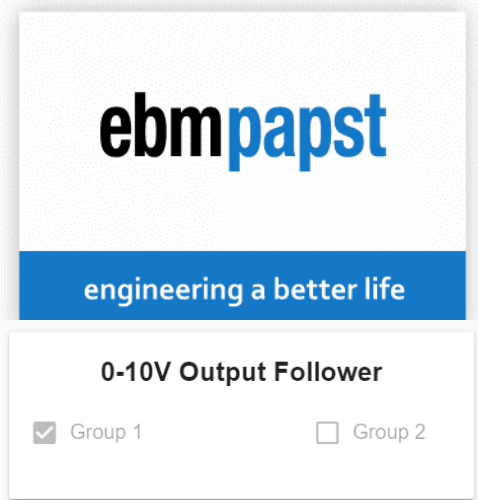 ebmpapst
engineering a better life
0-10V Output Follower
Group 1
Group 2